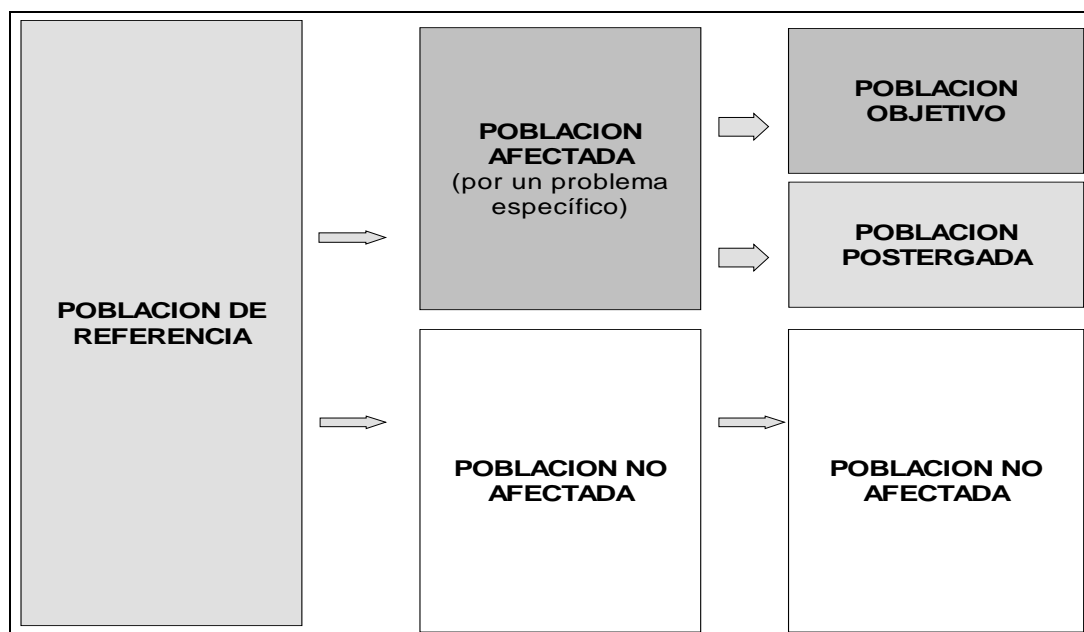 POBLACION DE
REFERENCIA
POBLACION
AFECTADA
(por un problema
específico)
POBLACION NO
AFECTADA
POBLACION
OBJETIVO
POBLACION
POSTERGADA
POBLACION NO
AFECTADA